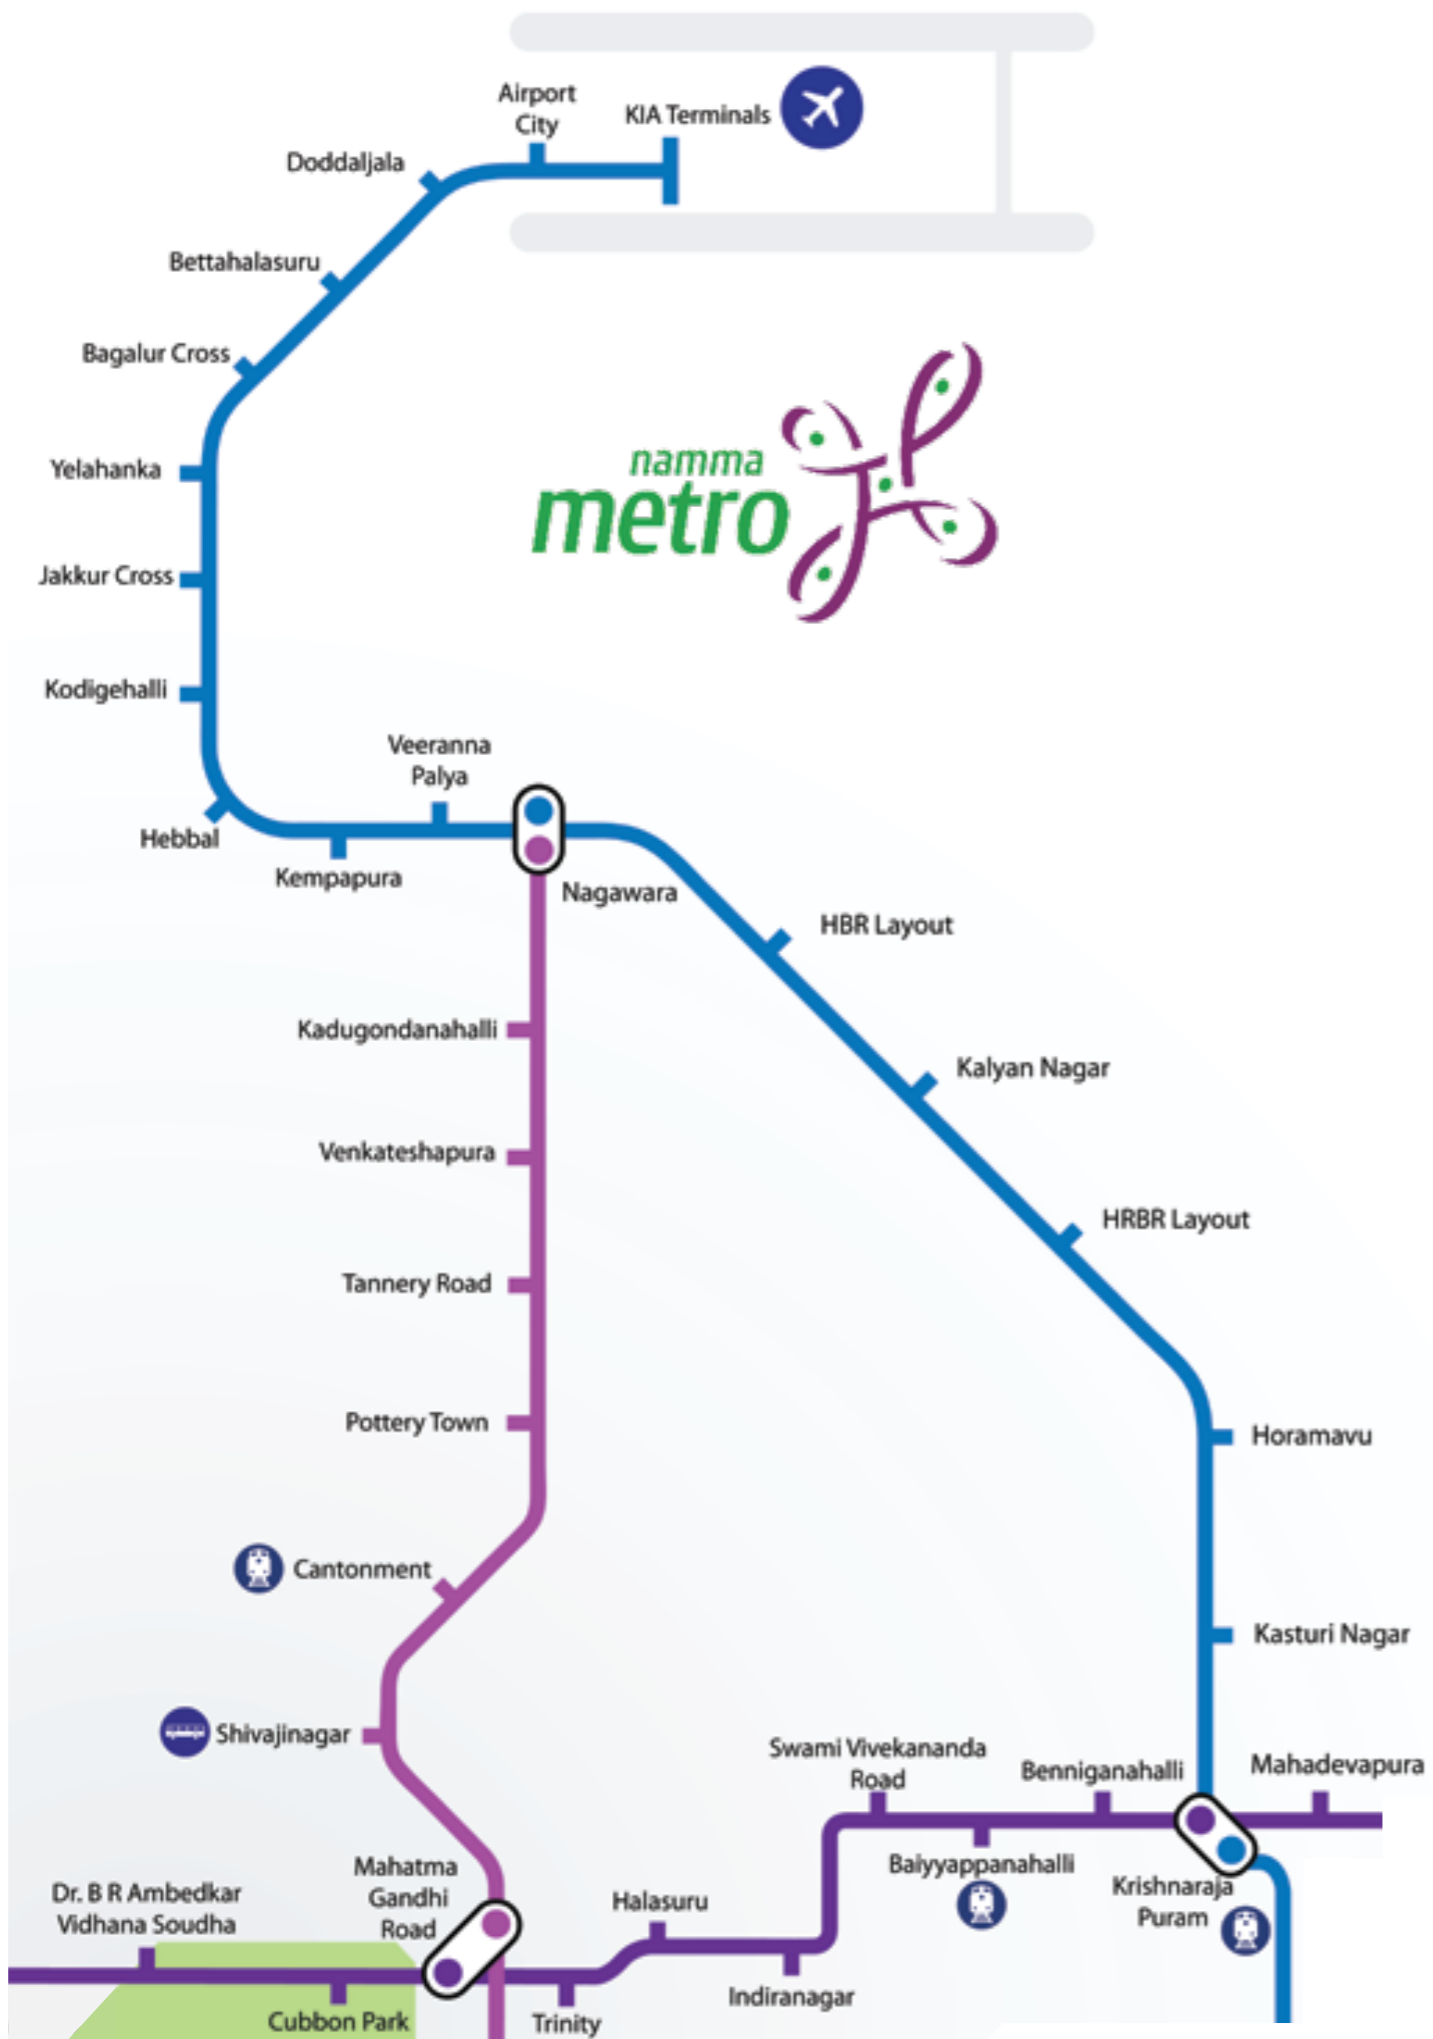 Airport
City
KIA Terminals
Doddaljala
Bettahalasuru
Bagalur Cross
namma
metro
Yelahanka
Jakkur Cross
Kodigehalli
Veeranna
Palya
Hebbal
Kempapura
Nagawara
HBR Layout
Kadugondanahalli
Kalyan Nagar
Venkateshapura
HRBR Layout
Tannery Road
Pottery Town
Horamavu
Cantonment
Kasturi Nagar
Shivajinagar
Swami Vivekananda
Road
Benniganahalli
Mahadevapura
Baiyyappanahalli
Krishnaraja
Puram
Mahatma
Gandhi
Road
Dr. B R Ambedkar
Vidhana Soudha
Halasuru
Indiranagar
Cubbon Park
Trinity